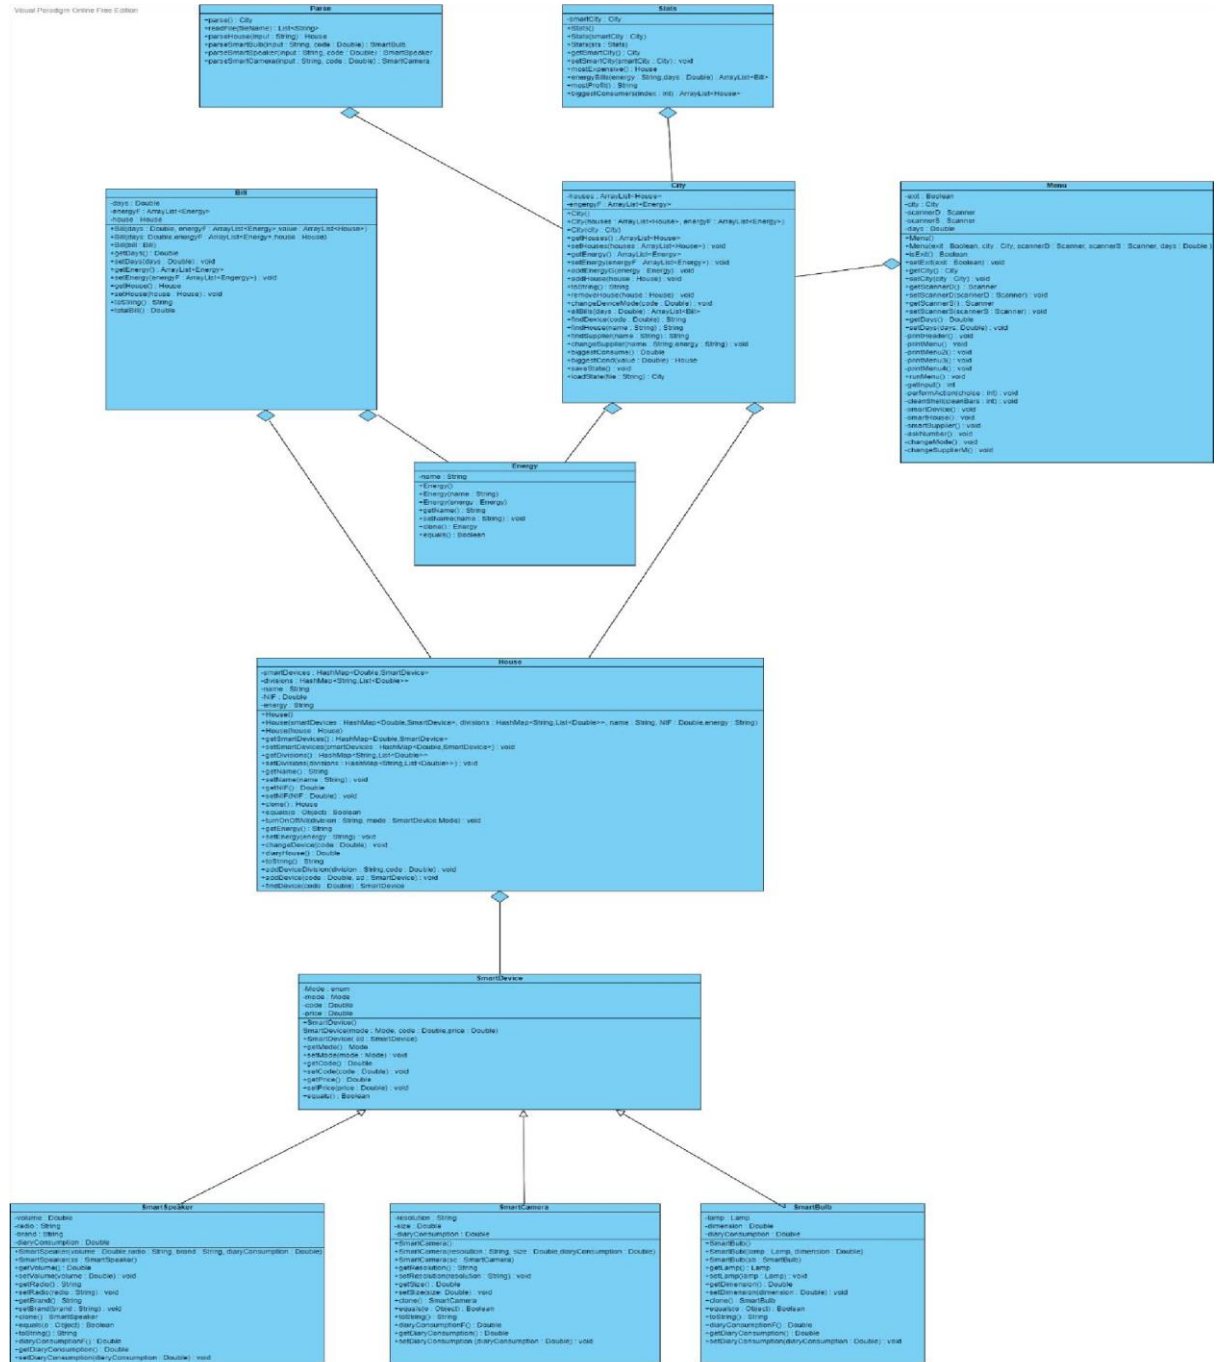 Visual Paradigm Online Free Edition
Parse
+parse() : City
+readFile(fileName) : List<String>
+parseHouse(input : String) : House
+parseSmartBulb(input : String, code : Double) : SmartBulb
+parseSmartSpeaker(input : String, code : Double) : SmartSpeaker
+parseSmartCamera(input : String, code : Double) : SmartCamera
Stats
-smartCity : City
+Stats()
+Stats(smartCity : City)
+Stats(sts : Stats)
+getSmartCity() : City
+setSmartCity(smartCity : City) : void
+mostExpensive() : House
+energyBills(energy : String,days : Double) : ArrayList<Bill>
+mostProfit() : String
+biggestConsumers(index : int) : ArrayList<House>
Bill
-days : Double
-energyF : ArrayList<Energy>
-house : House
+Bill(days : Double, energyF : ArrayList<Energy>,value : ArrayList<House>)
+Bill(days : Double,energyF : ArrayList<Energy>,house : House)
+Bill(bill : Bill)
+getDays() : Double
+setDays(days : Double) : void
+getEnergy() : ArrayList<Energy>
+setEnergy(energyF : ArrayList<Engergy>) : void
+getHouse() : House
+setHouse(house : House) : void
+toString() : String
+totalBill() : Double
City
-houses : ArrayList<House>
-engergyF : ArrayList<Energy>
+City()
+City(houses : ArrayList<House>, energyF : ArrayList<Energy>)
+City(city : City)
+getHouses() : ArrayList<House>
+setHouses(houses : ArrayList<House>) : void
+getEnergy() : ArrayList<Energy>
+setEnergy(energyF : ArrayList<Energy>) : void
+addEnergyG(energy : Energy) : void
+addHouse(house : House) : void
+toString() : String
+removeHouse(house : House) : void
+changeDeviceMode(code : Double) : void
+allBills(days : Double) : ArrayList<Bill>
+findDevice(code : Double) : String
+findHouse(name : String) : String
+findSupplier(name : String) : String
+changeSupplier(name : String,energy : String) : void
+biggestConsume() : Double
+biggestCond(value : Double) : House
+saveState() : void
+loadState(file : String) : City
Menu
-exit : Boolean
-city : City
-scannerD : Scanner
-scannerS : Scanner
-days : Double
+Menu()
+Menu(exit : Boolean, city : City, scannerD : Scanner, scannerS : Scanner, days : Double )
+isExit() : Boolean
+setExit(exit : Boolean) : void
+getCity() : City
+setCity(city : City) : void
+getScannerD() : Scanner
+setScannerD(scannerD : Scanner) : void
+getScannerS() : Scanner
+setScannerS(scannerS : Scanner) : void
+getDays() : Double
+setDays(days: Double) : void
-printHeader() : void
-printMenu() : void
-printMenu2() : void
-printMenu3() : void
-printMenu4() : void
+runMenu() : void
-getInput() : int
-performAction(choice : int) : void
-cleanShell(cleanBars : int) : void
-smartDevice() : void
-smartHouse() : void
-smartSupplier() : void
-askNumber() : void
-changeMode() : void
-changeSupplierM() : void
Energy
-name : String
+Energy()
+Energy(name : String)
+Energy(energy : Energy)
+getName() : String
+setName(name : String) : void
+clone() : Energy
+equals() : Boolean
House
-smartDevices : HashMap<Double,SmartDevice>
-divisions : HashMap<String,List<Double>>
-name : String
-NIF : Double
-energy : String
+House()
+House(smartDevices : HashMap<Double,SmartDevice>, divisions : HashMap<String,List<Double>>, name : String, NIF : Double,energy : String)
+House(house : House)
+getSmartDevices() : HashMap<Double,SmartDevice>
+setSmartDevices(smartDevices : HashMap<Double,SmartDevice>) : void
+getDivisions() : HashMap<String,List<Double>>
+setDivisions(divisions : HashMap<String,List<Double>>) : void
+getName() : String
+setName(name : String) : void
+getNIF() : Double
+setNIF(NIF : Double) : void
+clone() : House
+equals(o : Object) : Boolean
+getEnergy() : String
+setEnergy(energy : String) : void
+changeDevice(code : Double) : void
+diaryHouse() : Double
+toString() : String
+addDeviceDivision(division : String,code : Double) : void
+addDevice(code : Double, sd : SmartDevice) : void
+findDevice(code : Double) : SmartDevice
SmartDevice
-Mode : enum
-mode : Mode
-code : Double
-price : Double
+SmartDevice()
SmartDevice(mode : Mode, code : Double,price : Double)
+SmartDevice( sd : SmartDevice)
+getMode() : Mode
+setMode(mode : Mode) : void
+getCode() : Double
+setCode(code : Double) : void
+getPrice() : Double
+setPrice(price : Double) : void
+equals() : Boolean
SmartSpeaker
-volume : Double
-radio : String
-brand : String
-diaryConsumption : Double
+SmartSpeaker(volume : Double,radio : String, brand : String, diaryConsumption : Double)
+SmartSpeaker(ss : SmartSpeaker)
+getVolume() : Double
+setVolume(volume : Double) : void
+getRadio() : String
+setRadio(radio : String) : void
+getBrand() : String
+setBrand(brand : String) : void
+clone() : SmartSpeaker
+equals(o : Object) : Boolean
+toString() : String
+diaryConsumptionF() : Double
+getDiaryConsumption() : Double
+setDiaryConsumption(diaryConsumption : Double) : void
SmartCamera
-resolution : String
-size : Double
-diaryConsumption : Double
+SmartCamera()
+SmartCamera(resolution : String, size : Double,diaryConsumption : Double)
+SmartCamera(sc : SmartCamera)
+getResolution() : String
+setResolution(resolution : String) : void
+getSize() : Double
+setSize(size: Double) : void
+clone() : SmartCamera
+equals(o : Object) : Boolean
+toString() : String
+diaryConsumptionF() : Double
+getDiaryConsumption() : Double
+setDiaryConsumption (diaryConsumption : Double) : void
SmartBulb
-lamp : Lamp
-dimension : Double
-diaryConsumption : Double
+SmartBulb()
+SmartBulb(lamp : Lamp, dimension : Double)
+SmartBulb(sb : SmartBulb)
+getLamp() : Lamp
+setLamp(lamp : Lamp) : void
+getDimension() : Double
+setDimension(dimension : Double) : void
+clone() : SmartBulb
+equals(o : Object) : Boolean
+toString() : String
+diaryConsumptionF() : Double
+getDiaryConsumption() : Double
+setDiaryConsumption(diaryConsumption : Double) : void